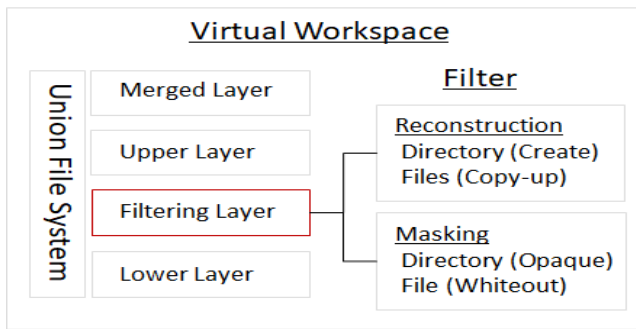 Virtual Workspace
Union File System
Merged Layer
Upper Layer
Filtering Layer
Lower Layer
Filter
Reconstruction
Directory (Create)
Files (Copy-up)
Masking
Directory (Opaque)
File (Whiteout)